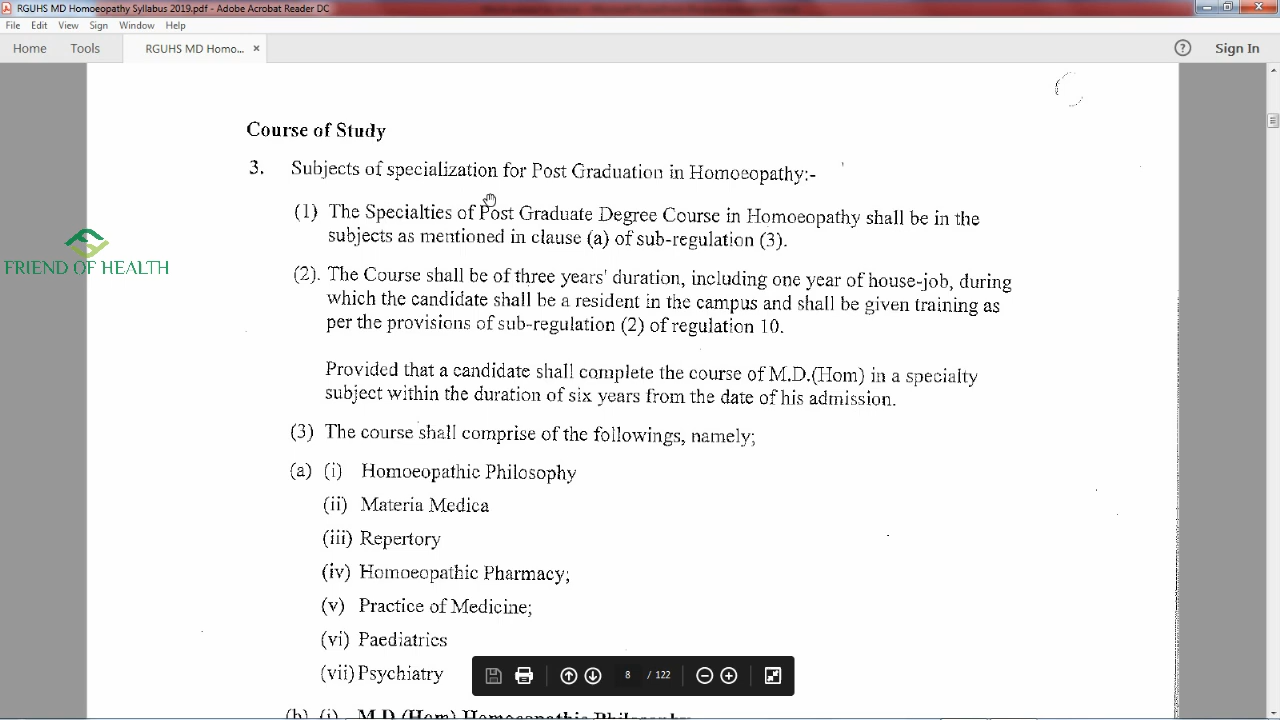 RGUHS MD Homoeopathy Syllabus 2019.pdf - Adobe Acrobat Reader DC
File Edit View Sign Window Help
Home Tools RGUHS MD Homo... × Sign In
Course of Study
3. Subjects of specialization for Post Graduation in Homoeopathy:-
(1) The Specialties of Post Graduate Degree Course in Homoeopathy shall be in the
subjects as mentioned in clause (a) of sub-regulation (3).
FRIEND OF HEALTH
(2). The Course shall be of three years' duration, including one year of house-job, during
which the candidate shall be a resident in the campus and shall be given training as
per the provisions of sub-regulation (2) of regulation 10.
Provided that a candidate shall complete the course of M.D.(Hom) in a specialty
subject within the duration of six years from the date of his admission.
(3) The course shall comprise of the followings, namely;
(a) (i) Homoeopathic Philosophy
(ii) Materia Medica
(iii) Repertory
(iv) Homoeopathic Pharmacy;
(v) Practice of Medicine;
(vi) Paediatrics
(vii) Psychiatry
8 / 122
(b) (i) M.D.(Hom) Homoeopathic Philosophy